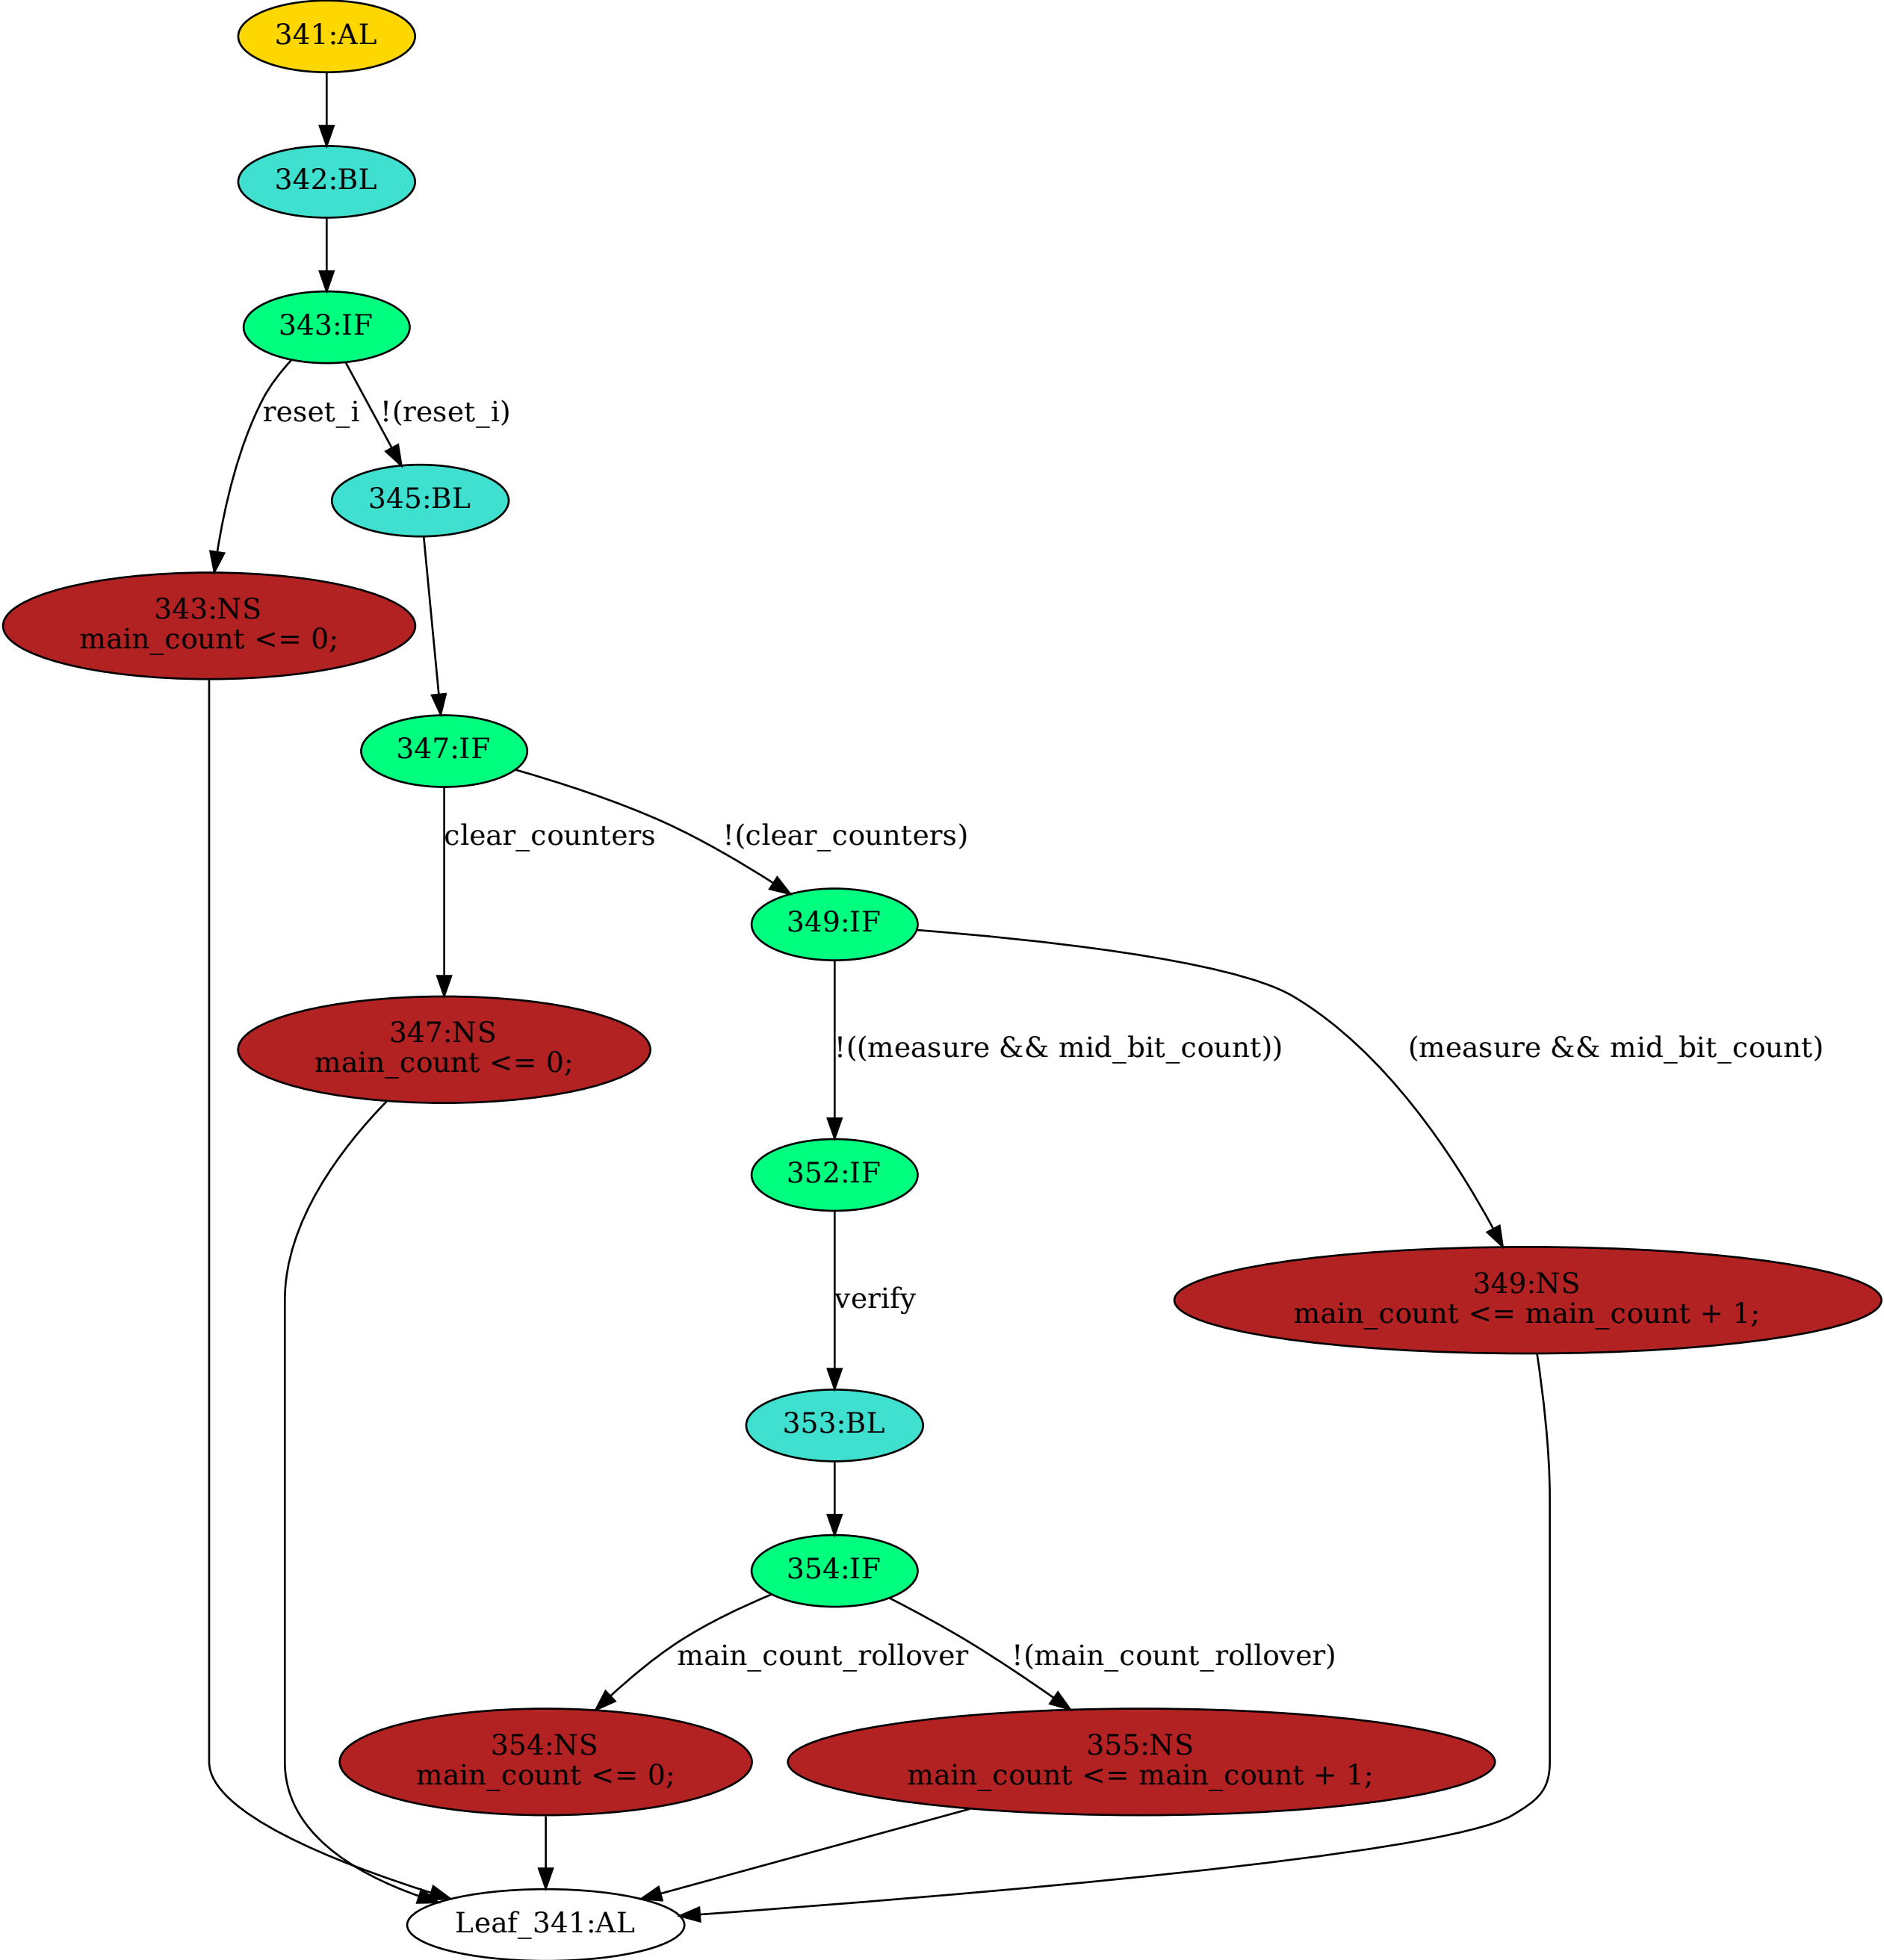 341:AL
342:BL
343:IF
reset_i
!(reset_i)
345:BL
343:NS
main_count <= 0;
347:IF
clear_counters
!(clear_counters)
349:IF
347:NS
main_count <= 0;
!((measure && mid_bit_count))
(measure && mid_bit_count)
352:IF
verify
349:NS
main_count <= main_count + 1;
353:BL
354:IF
main_count_rollover
!(main_count_rollover)
354:NS
main_count <= 0;
355:NS
main_count <= main_count + 1;
Leaf_341:AL